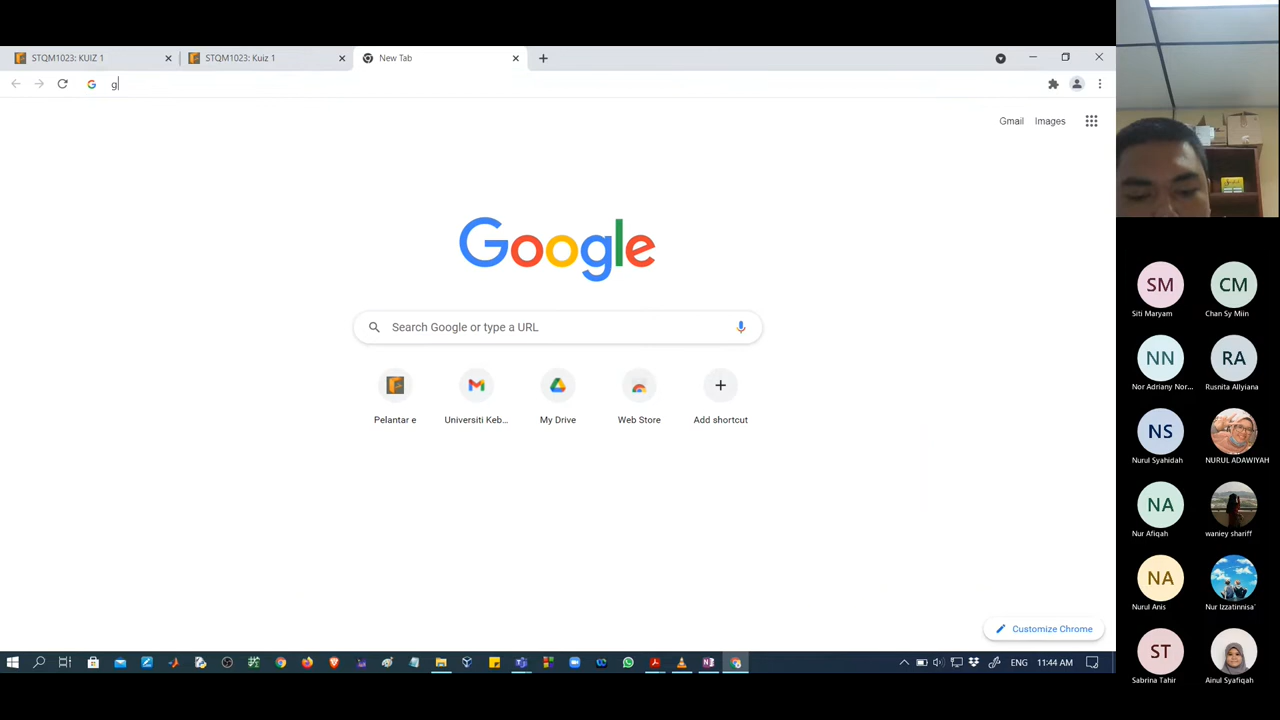 STQM1023: KUIZ 1
STQM1023: Kuiz 1
New Tab
g
Gmail
Images
Google
Search Google or type a URL
Pelantar e
Universiti Keb...
My Drive
Web Store
Add shortcut
Customize Chrome
ENG
11:44 AM
SM
CM
Siti Maryam
Chan Sy Miin
NN
RA
Nor Adriany Nor...
Rusnita Allyiana
NS
Nurul Syahidah
NURUL ADAWIYAH
NA
Nur Afiqah
waniey shariff
NA
Nurul Anis
Nur Izzatinnisa'
ST
Sabrina Tahir
Ainul Syafiqah